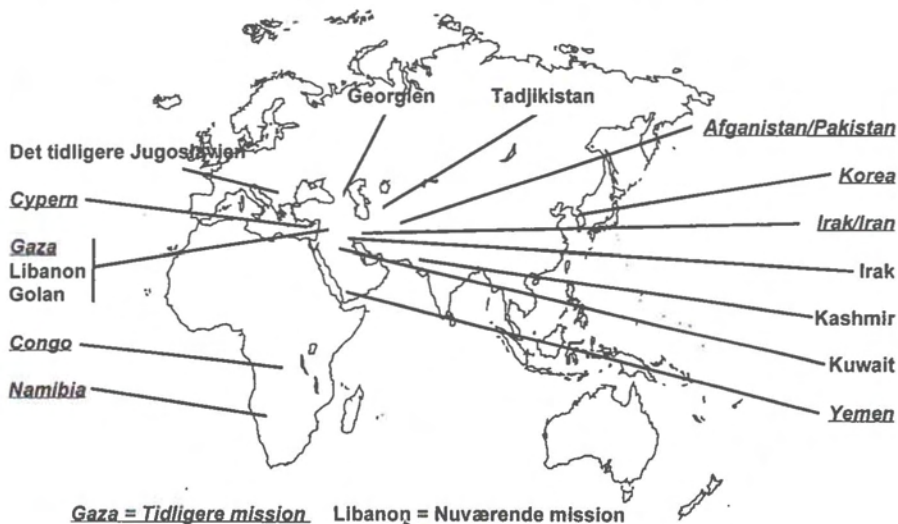 Georgien
Tadjikistan
Afganistan/Pakistan
Det tidligere Jugoslavien
Korea
Cypern
Irak/Iran
Gaza
Libanon
Golan
Irak
Kashmir
Congo
Kuwait
Namibia
Yemen
Gaza = Tidligere mission Libanon = Nuværende mission